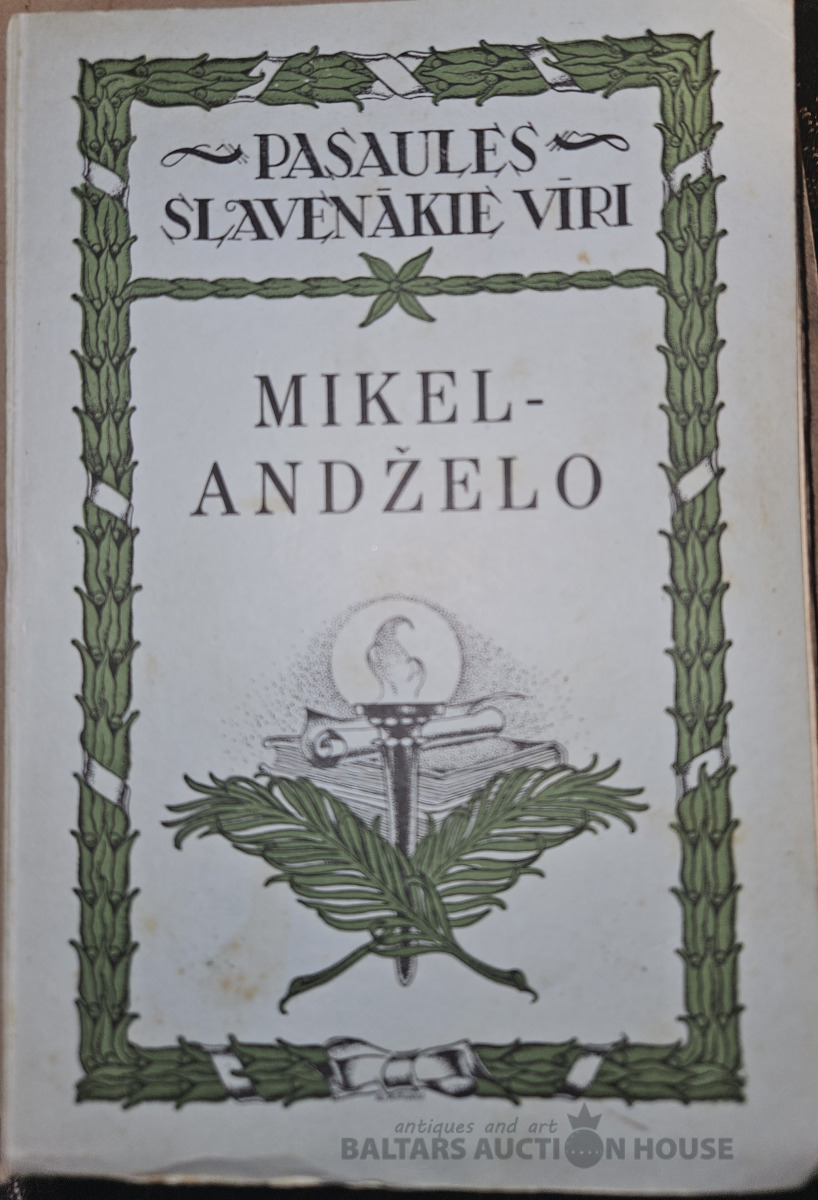 PASAULES
SLAVENĀKIE VĪRI
MIKEL-
ANDŽELO
antiques and art
BALTARS AUCTION HOUSE